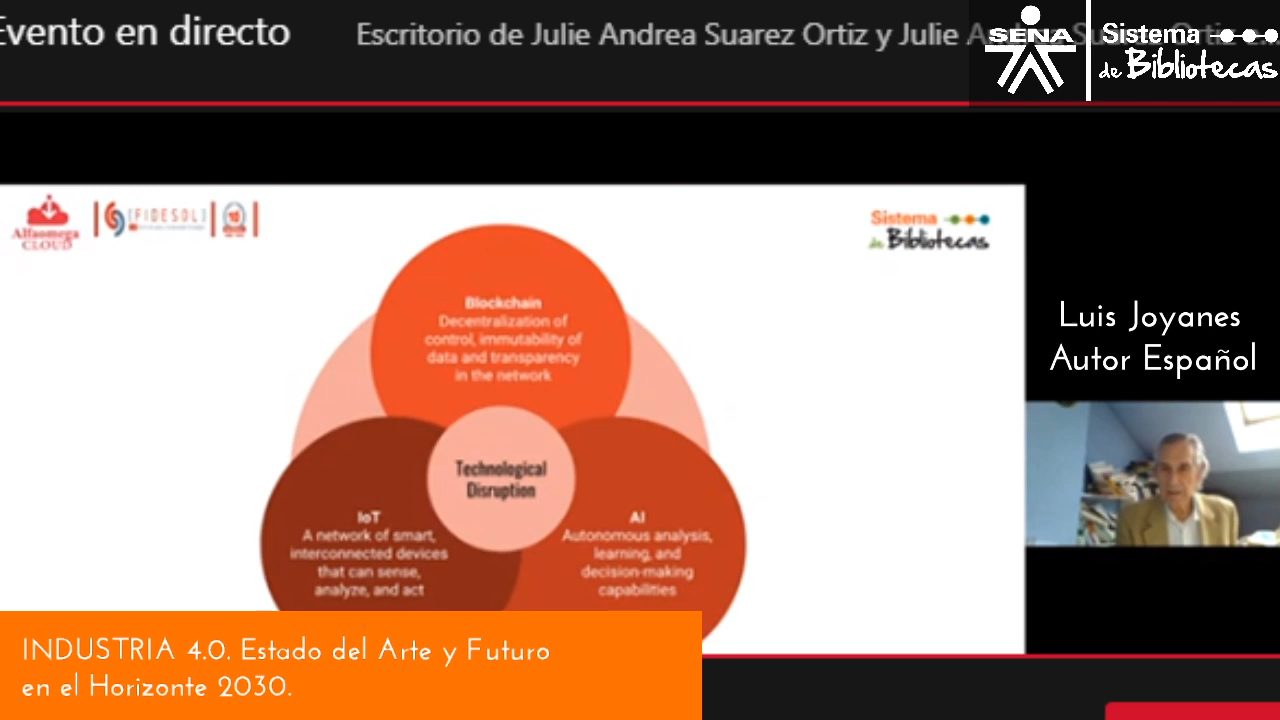 Evento en directo
Escritorio de Julie Andrea Suarez Ortiz y Julie
SENA
Sistema
de Bibliotecas
Alfaomega
CLOUD
FIDESOL
Sistema
de Bibliotecas
Blockchain
Decentralization of
control, immutability of
data and transparency
in the network
Technological
Disruption
IoT
A network of smart,
interconnected devices
that can sense,
analyze, and act
AI
Autonomous analysis,
learning, and
decision-making
capabilities
Luis Joyanes
Autor Español
INDUSTRIA 4.0. Estado del Arte y Futuro
en el Horizonte 2030.